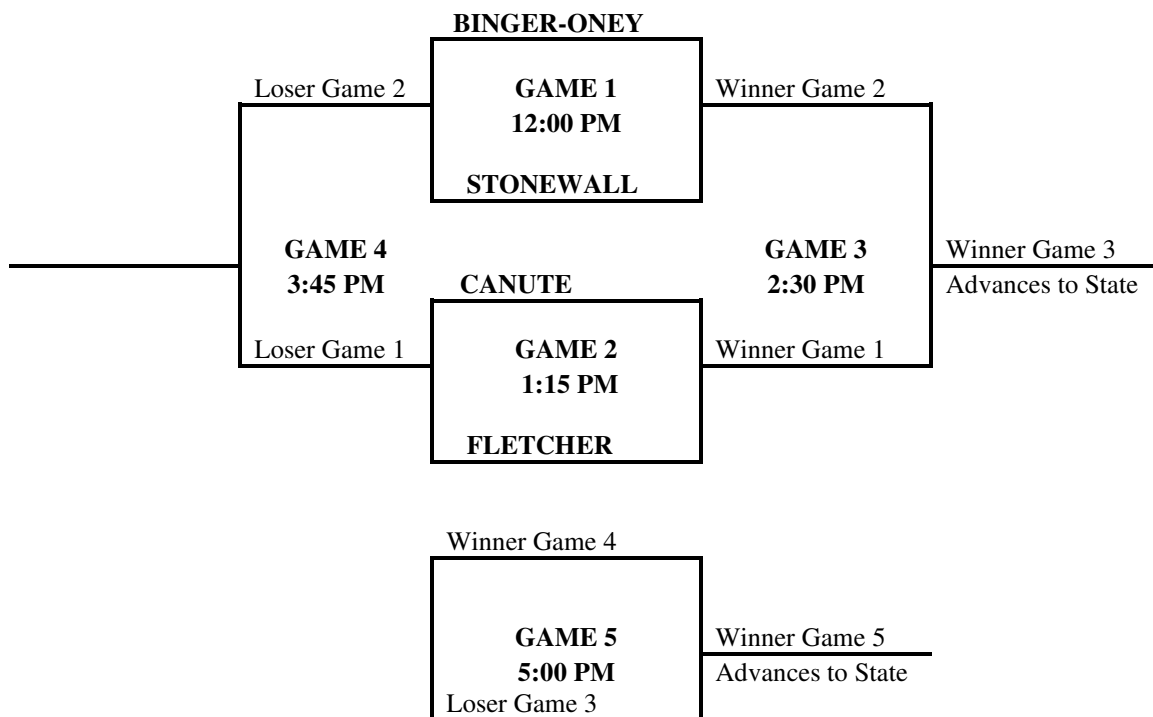 BINGER-ONEY
Loser Game 2
GAME 1
Winner Game 2
12:00 PM
STONEWALL
GAME 4
GAME 3
Winner Game 3
3:45 PM
CANUTE
2:30 PM
Advances to State
Loser Game 1
GAME 2
Winner Game 1
1:15 PM
FLETCHER
Winner Game 4
GAME 5
Winner Game 5
5:00 PM
Advances to State
Loser Game 3